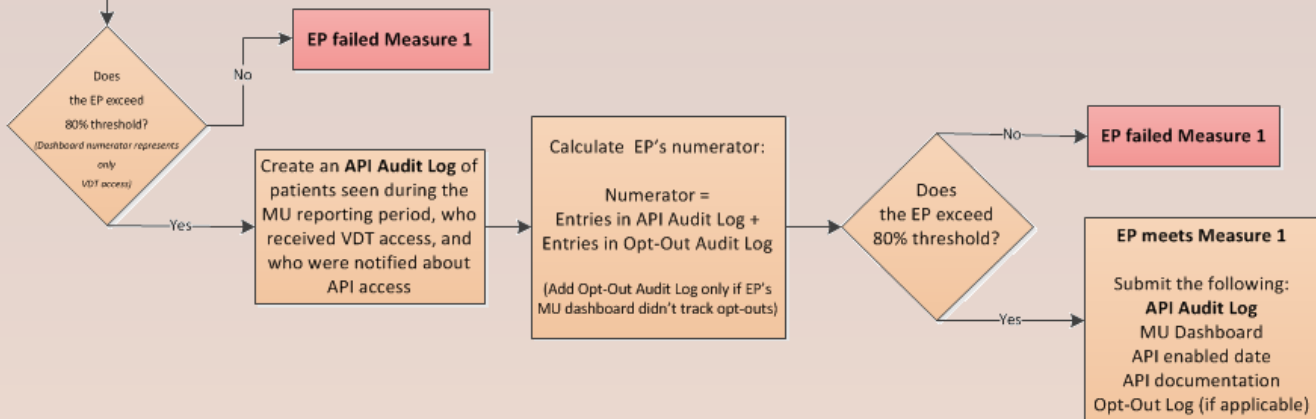 Does
the EP exceed
80% threshold?
(Dashboard numerator represents
only
VDT access)
No
EP failed Measure 1
Yes
Create an API Audit Log of
patients seen during the
MU reporting period, who
received VDT access, and
who were notified about
API access
Calculate EP's numerator:
Numerator =
Entries in API Audit Log +
Entries in Opt-Out Audit Log
(Add Opt-Out Audit Log only if EP's
MU dashboard didn't track opt-outs)
Does
the EP exceed
80% threshold?
No
EP failed Measure 1
Yes
EP meets Measure 1
Submit the following:
API Audit Log
MU Dashboard
API enabled date
API documentation
Opt-Out Log (if applicable)